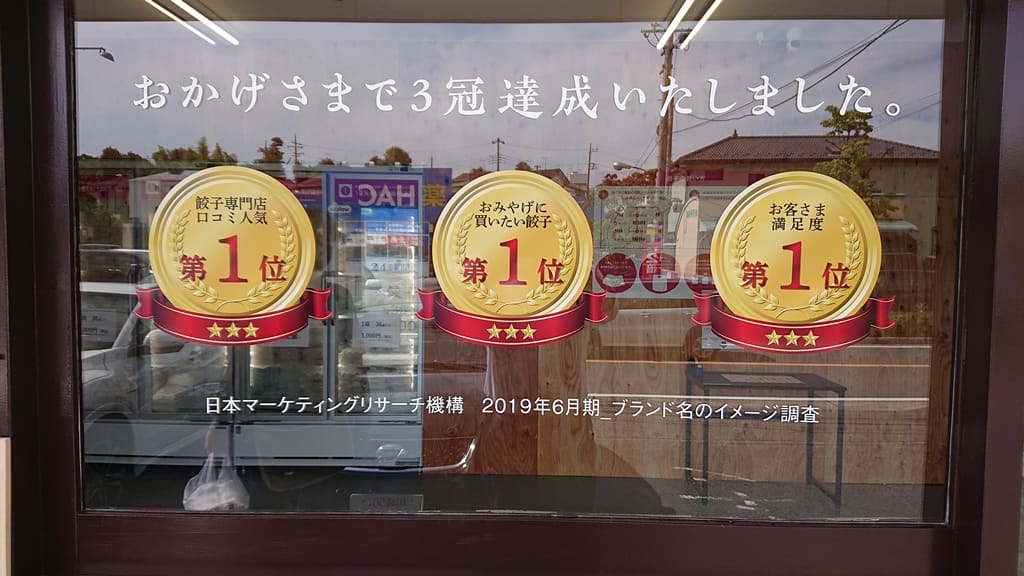 おかげさまで3冠達成いたしました。
餃子専門店
口コミ人気
第1位
おみやげに
買いたい餃子
第1位
お客さま
満足度
第1位
日本マーケティングリサーチ機構 2019年6月期_ブランド名のイメージ調査